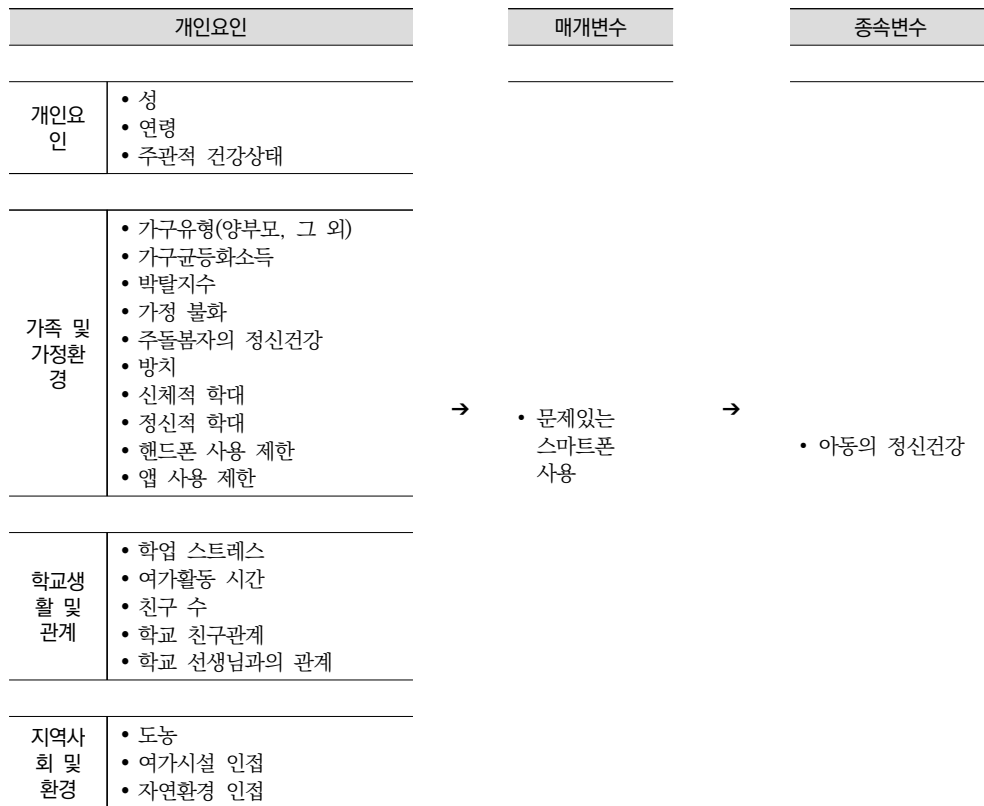 개인요인
매개변수
종속변수
개인요
인
• 성
• 연령
• 주관적 건강상태
가족 및
가정환
경
• 가구유형(양부모, 그 외)
• 가구균등화소득
• 박탈지수
• 가정 불화
• 주돌봄자의 정신건강
• 방치
• 신체적 학대
• 정신적 학대
• 핸드폰 사용 제한
• 앱 사용 제한
학교생
활 및
관계
• 학업 스트레스
• 여가활동 시간
• 친구 수
• 학교 친구관계
• 학교 선생님과의 관계
지역사
회 및
환경
• 도농
• 여가시설 인접
• 자연환경 인접
➔
• 문제있는
스마트폰
사용
➔
• 아동의 정신건강